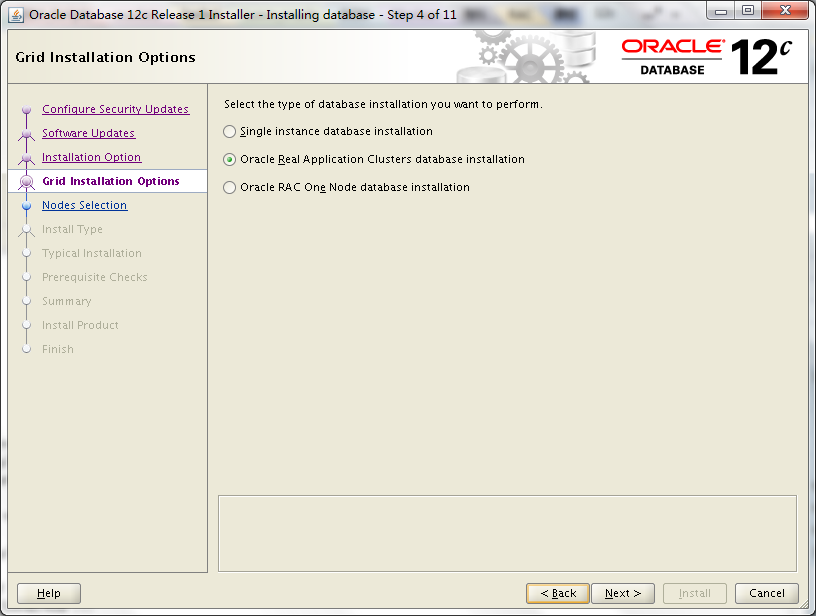 Oracle Database 12c Release 1 Installer - Installing database - Step 4 of 11
Grid Installation Options
ORACLE
DATABASE
12c
Configure Security Updates
Software Updates
Installation Option
Grid Installation Options
Nodes Selection
Install Type
Typical Installation
Prerequisite Checks
Summary
Install Product
Finish
Select the type of database installation you want to perform.
Single instance database installation
Oracle Real Application Clusters database installation
Oracle RAC One Node database installation
Help
< Back
Next >
Install
Cancel